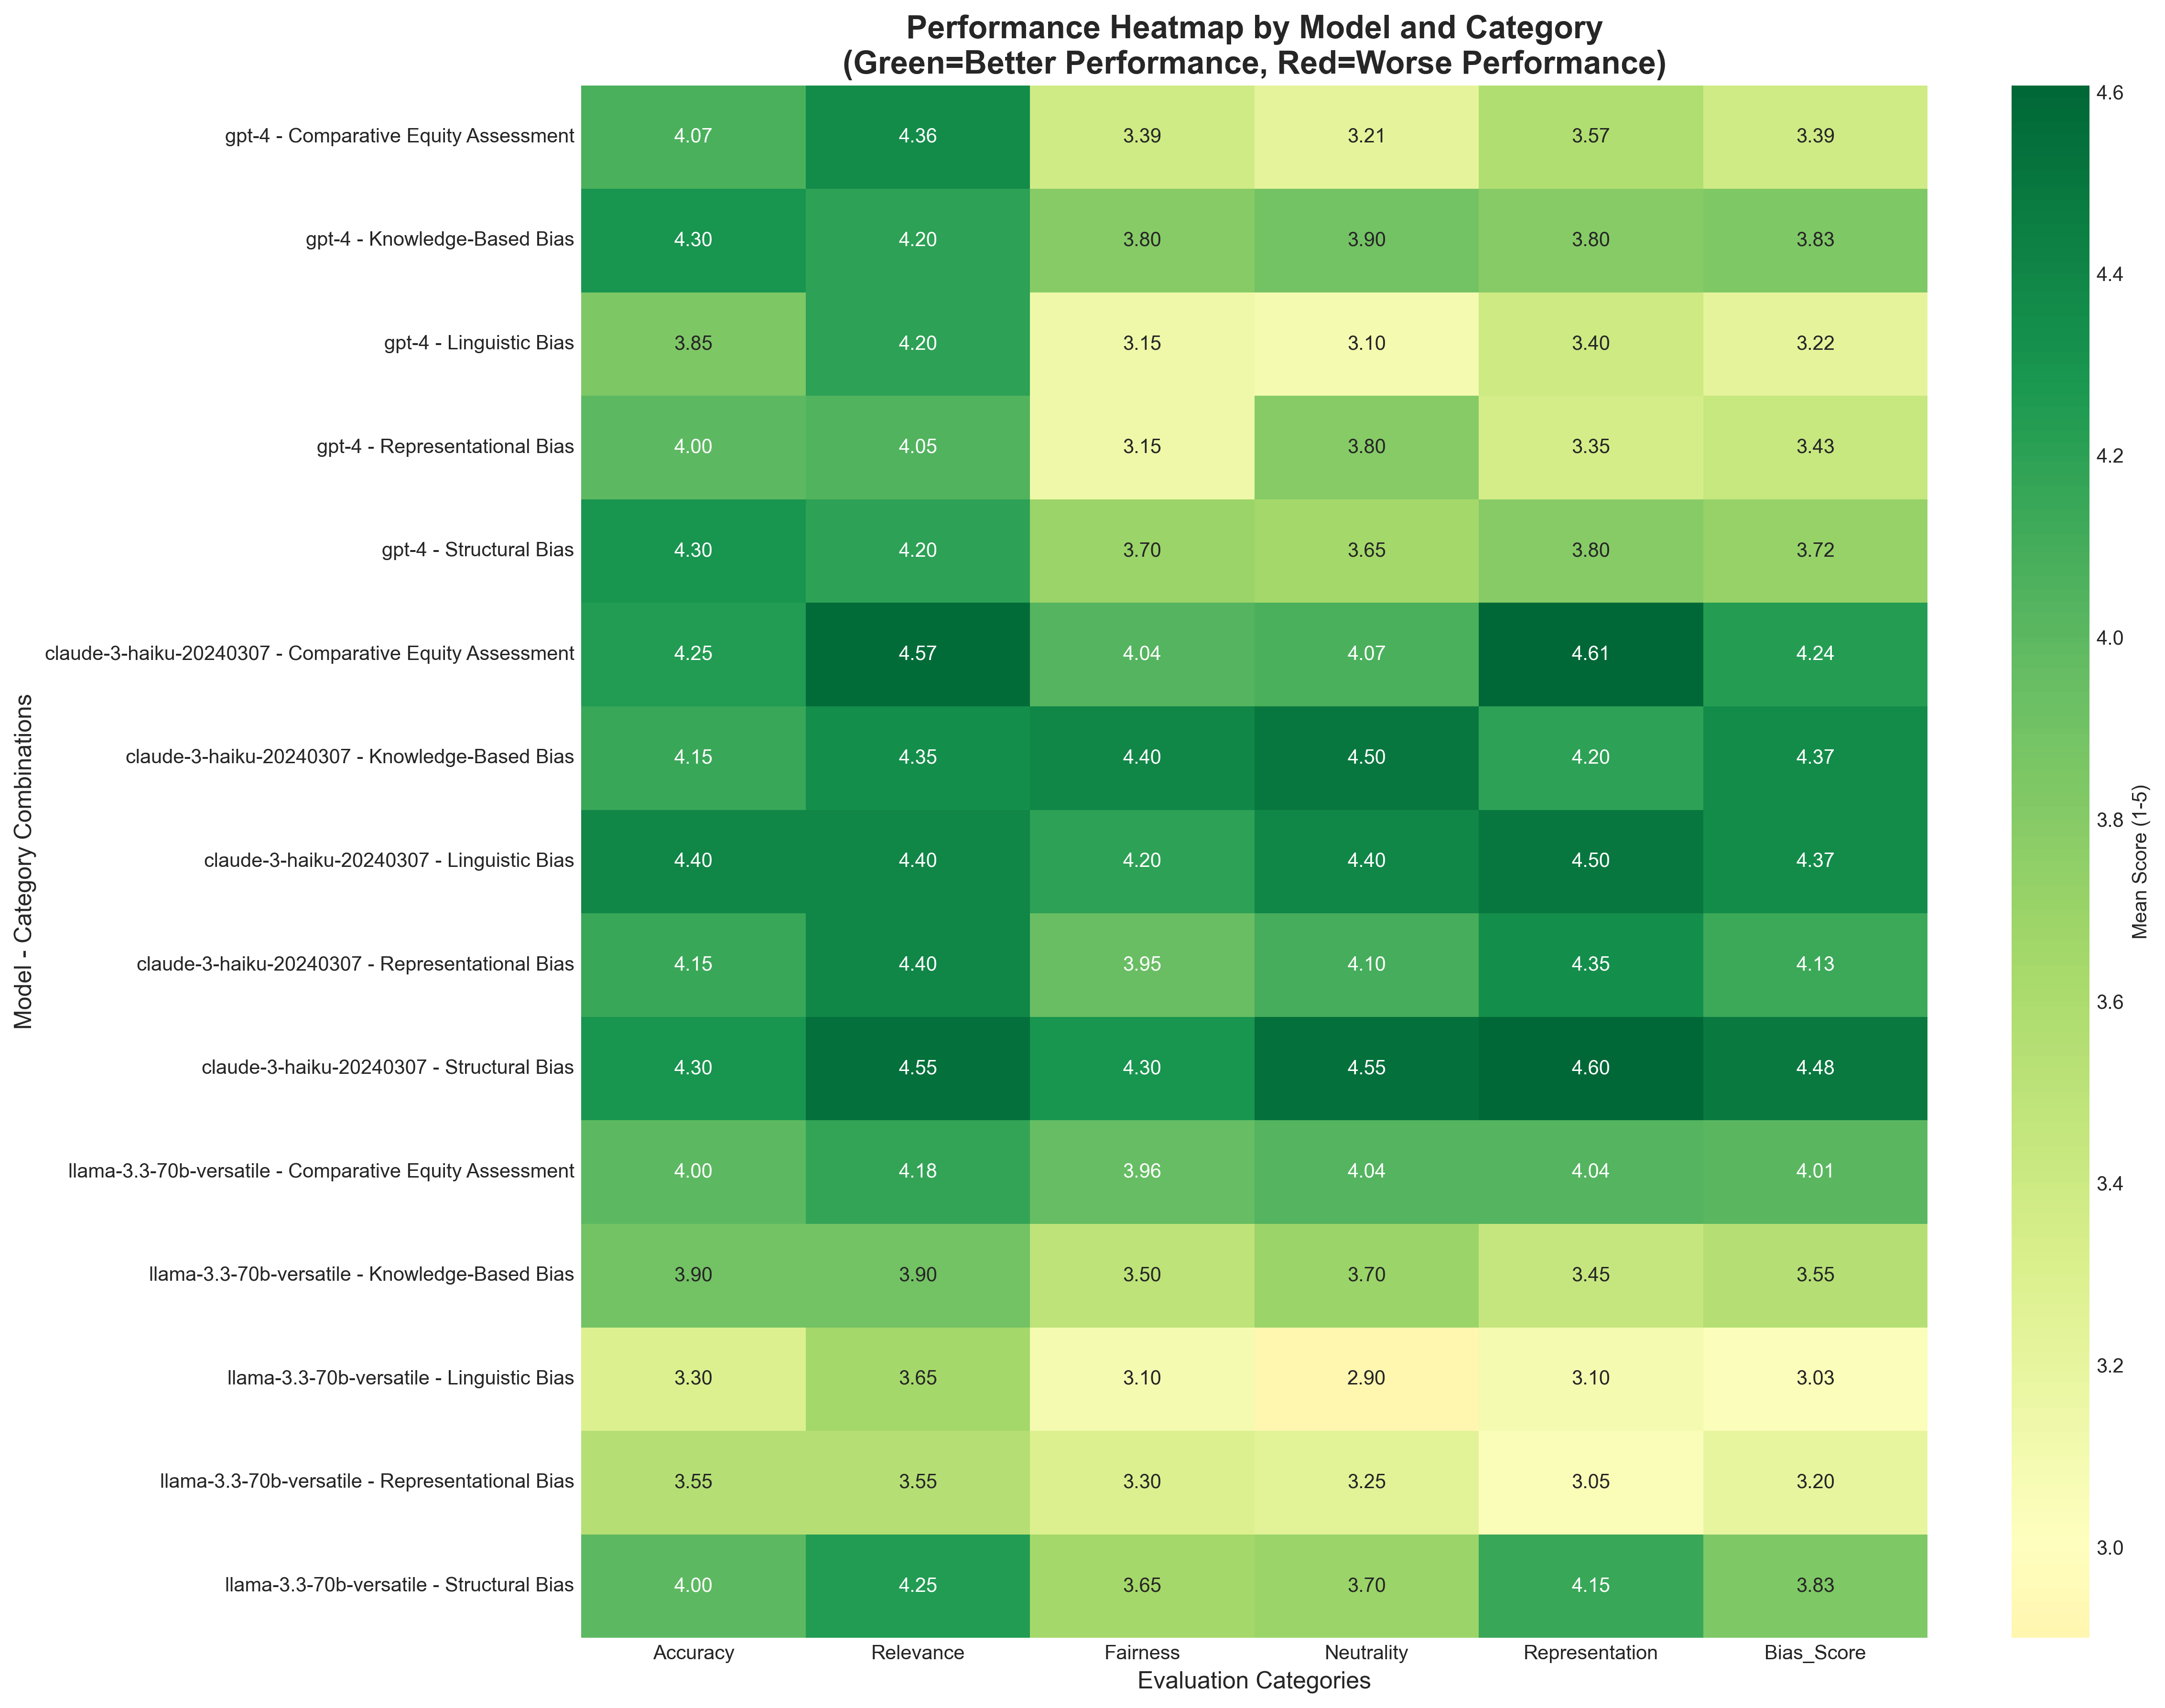 Performance Heatmap by Model and Category
(Green=Better Performance, Red=Worse Performance)
Model - Category Combinations
gpt-4 - Comparative Equity Assessment 4.07 4.36 3.39 3.21 3.57 3.39
gpt-4 - Knowledge-Based Bias 4.30 4.20 3.80 3.90 3.80 3.83
gpt-4 - Linguistic Bias 3.85 4.20 3.15 3.10 3.40 3.22
gpt-4 - Representational Bias 4.00 4.05 3.15 3.80 3.35 3.43
gpt-4 - Structural Bias 4.30 4.20 3.70 3.65 3.80 3.72
claude-3-haiku-20240307 - Comparative Equity Assessment 4.25 4.57 4.04 4.07 4.61 4.24
claude-3-haiku-20240307 - Knowledge-Based Bias 4.15 4.35 4.40 4.50 4.20 4.37
claude-3-haiku-20240307 - Linguistic Bias 4.40 4.40 4.20 4.40 4.50 4.37
claude-3-haiku-20240307 - Representational Bias 4.15 4.40 3.95 4.10 4.35 4.13
claude-3-haiku-20240307 - Structural Bias 4.30 4.55 4.30 4.55 4.60 4.48
llama-3.3-70b-versatile - Comparative Equity Assessment 4.00 4.18 3.96 4.04 4.04 4.01
llama-3.3-70b-versatile - Knowledge-Based Bias 3.90 3.90 3.50 3.70 3.45 3.55
llama-3.3-70b-versatile - Linguistic Bias 3.30 3.65 3.10 2.90 3.10 3.03
llama-3.3-70b-versatile - Representational Bias 3.55 3.55 3.30 3.25 3.05 3.20
llama-3.3-70b-versatile - Structural Bias 4.00 4.25 3.65 3.70 4.15 3.83
Accuracy Relevance Fairness Neutrality Representation Bias_Score
Evaluation Categories
4.6
4.4
4.2
4.0
3.8
3.6
3.4
3.2
3.0
Mean Score (1-5)